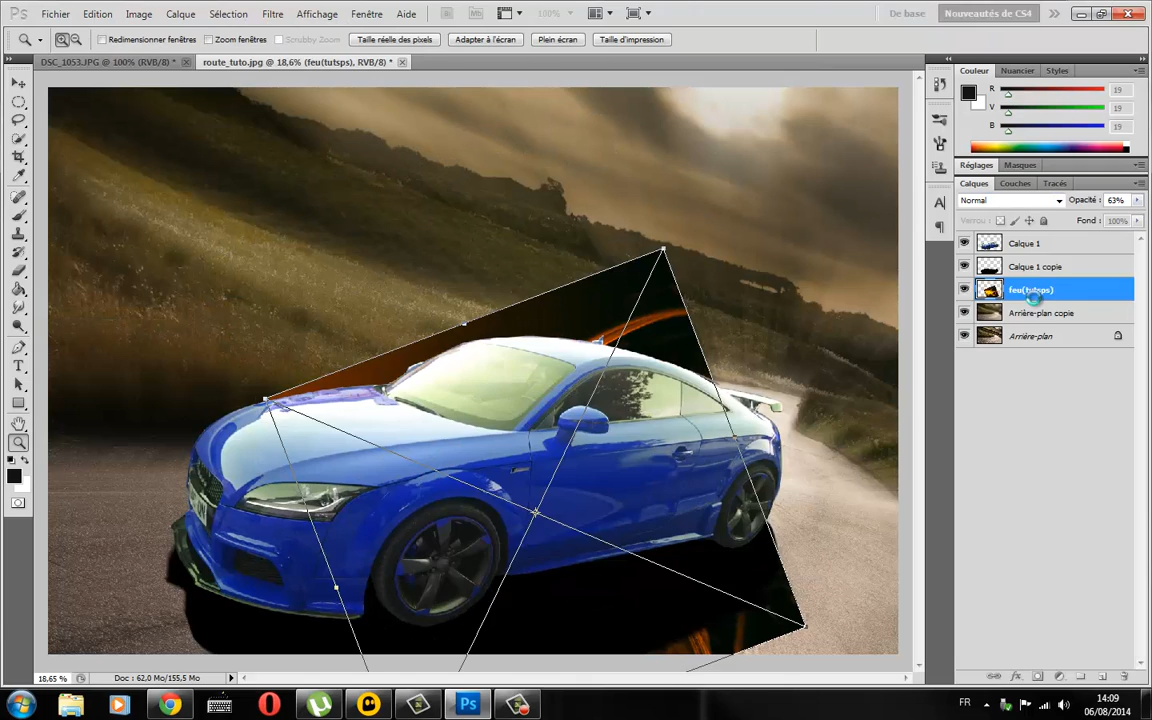 Ps Fichier Edition Image Calque Sélection Filtre Affichage Fenêtre Aide Mb 100% De base Nouveautés de CS4
Redimensionner fenêtres Zoom fenêtres Scrubby Zoom Taille réelle des pixels Adapter à l'écran Plein écran Taille d'impression
DSC_1053.JPG @ 100% (RVB/8) * route_tuto.jpg @ 18,6% (feu(tutsps), RVB/8) *
Couleur Nuancier Styles
R 19
V 19
B 19
Réglages Masques
Calques Couches Tracés
Normal Opacité : 63%
Verrou : Fond : 100%
Calque 1
Calque 1 copie
feu(tutsps)
Arrière-plan copie
Arrière-plan
18,65 % Doc : 62,0 Mo/155,5 Mo
Ps FR 14:09
06/08/2014